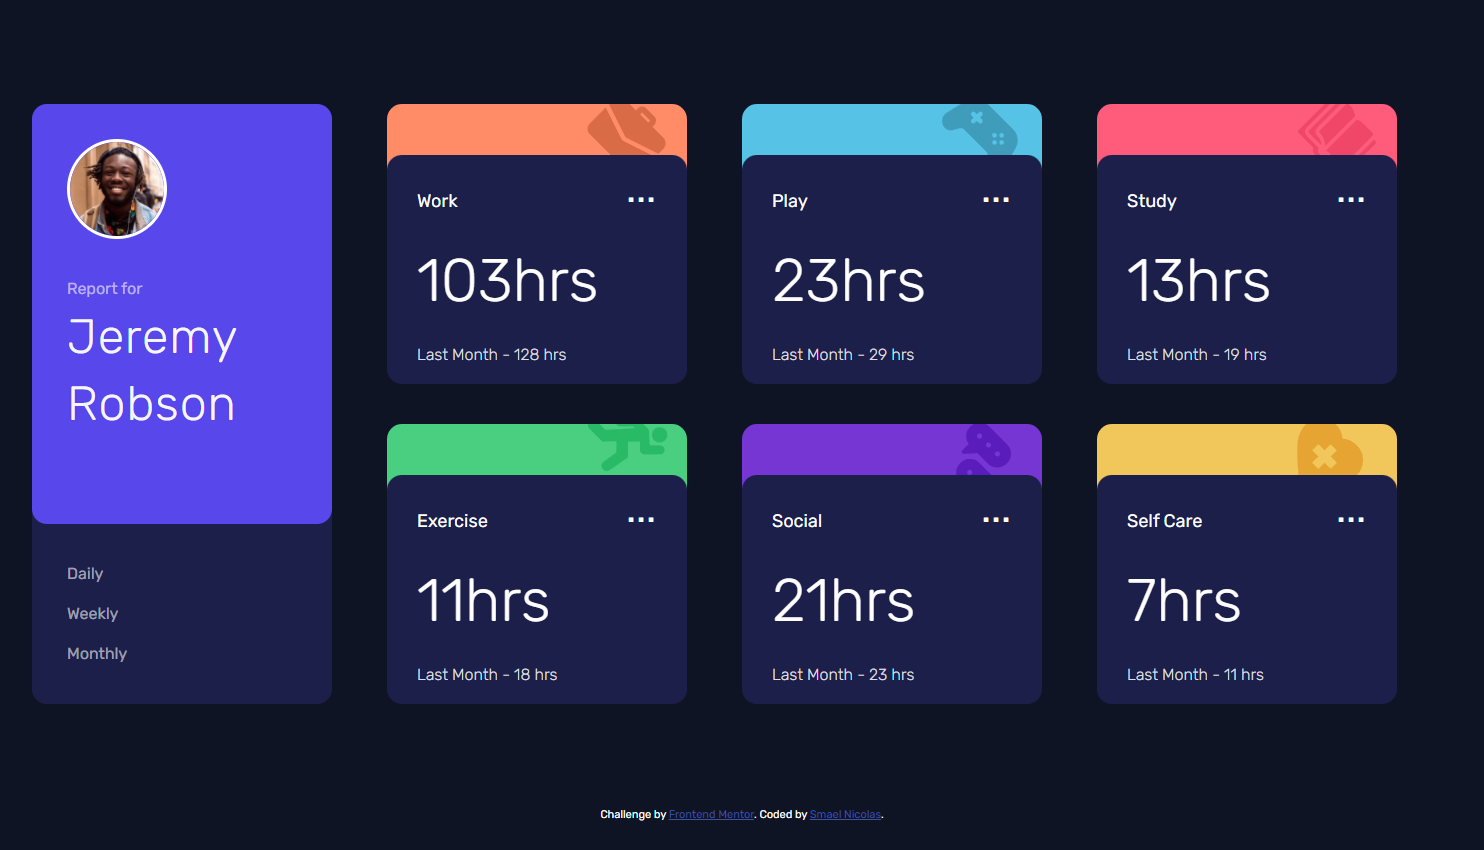 Report for
Jeremy
Robson
Daily
Weekly
Monthly
Work
103hrs
Last Month - 128 hrs
Play
23hrs
Last Month - 29 hrs
Study
13hrs
Last Month - 19 hrs
Exercise
11hrs
Last Month - 18 hrs
Social
21hrs
Last Month - 23 hrs
Self Care
7hrs
Last Month - 11 hrs
Challenge by Frontend Mentor. Coded by Smael Nicolas.